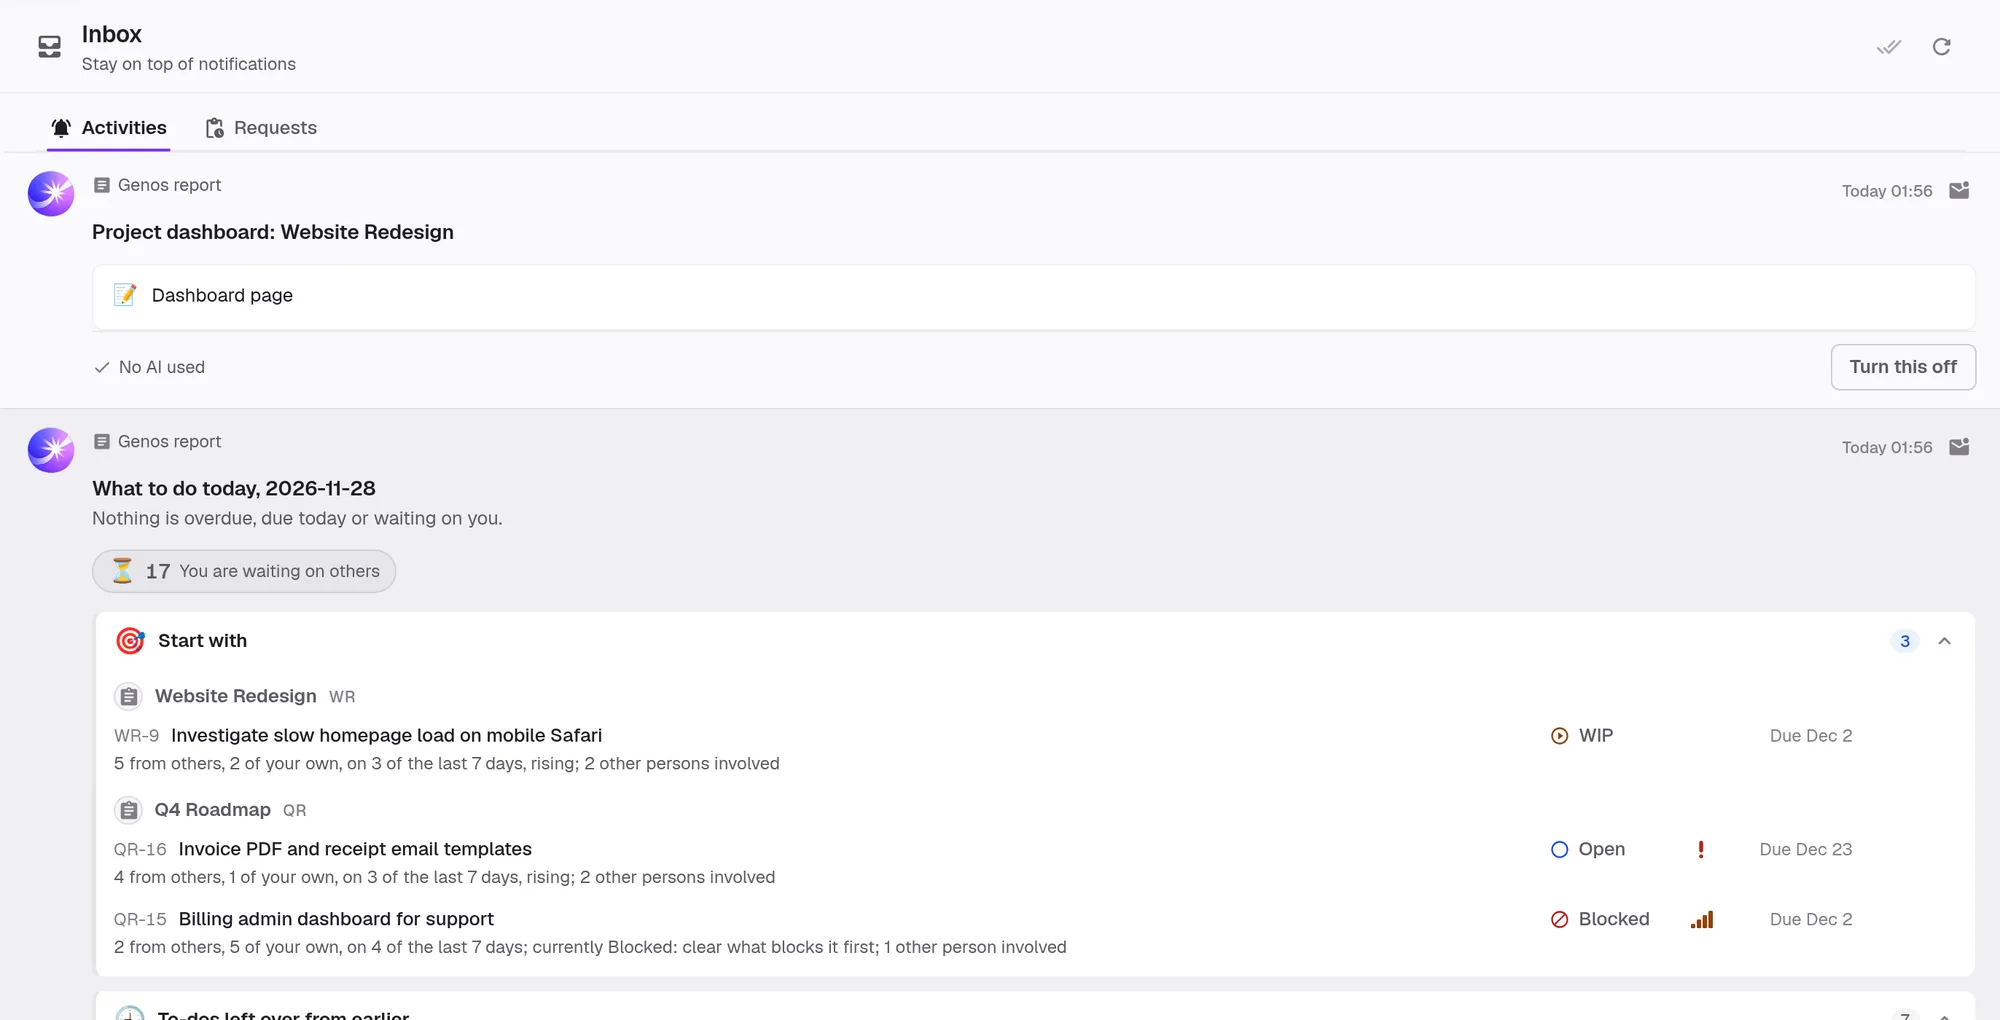 Inbox
Stay on top of notifications
Activities
Requests
Genos report
Today 01:56
Project dashboard: Website Redesign
Dashboard page
No AI used
Turn this off
Genos report
Today 01:56
What to do today, 2026-11-28
Nothing is overdue, due today or waiting on you.
17 You are waiting on others
Start with
3
Website Redesign WR
WR-9 Investigate slow homepage load on mobile Safari
WIP
Due Dec 2
5 from others, 2 of your own, on 3 of the last 7 days, rising; 2 other persons involved
Q4 Roadmap QR
QR-16 Invoice PDF and receipt email templates
Open
Due Dec 23
4 from others, 1 of your own, on 3 of the last 7 days, rising; 2 other persons involved
QR-15 Billing admin dashboard for support
Blocked
Due Dec 2
2 from others, 5 of your own, on 4 of the last 7 days; currently Blocked: clear what blocks it first; 1 other person involved
To-dos left over from earlier
7